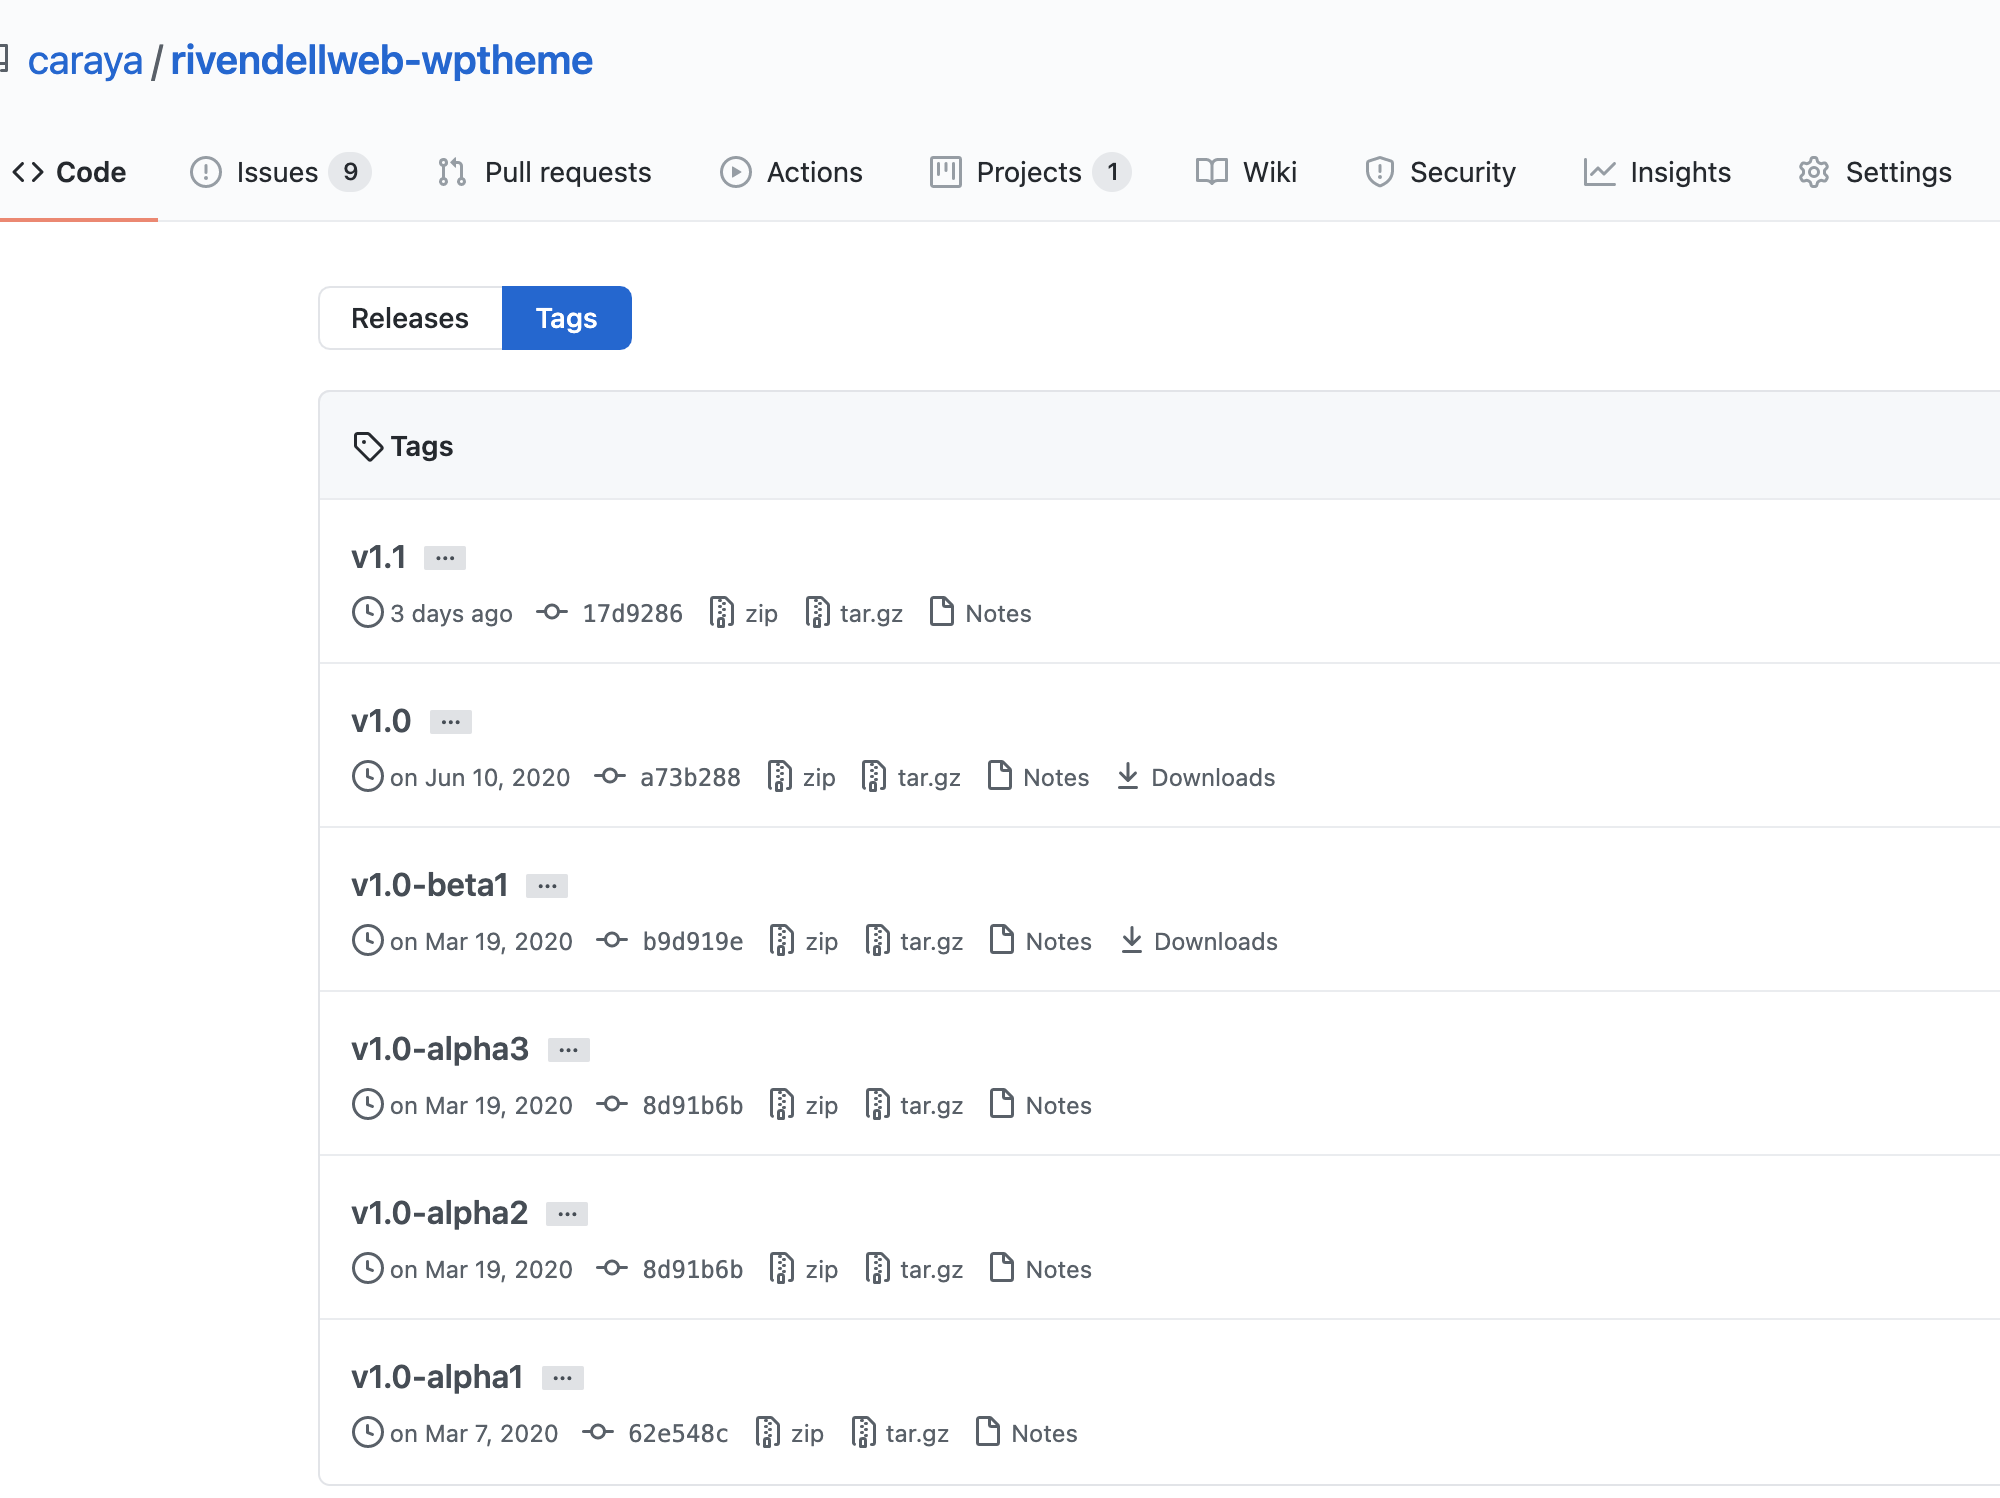 caraya / rivendellweb-wptheme
Code Issues 9 Pull requests Actions Projects 1 Wiki Security Insights Settings
Releases Tags
Tags
v1.1 ...
3 days ago 17d9286 zip tar.gz Notes
v1.0 ...
on Jun 10, 2020 a73b288 zip tar.gz Notes Downloads
v1.0-beta1 ...
on Mar 19, 2020 b9d919e zip tar.gz Notes Downloads
v1.0-alpha3 ...
on Mar 19, 2020 8d91b6b zip tar.gz Notes
v1.0-alpha2 ...
on Mar 19, 2020 8d91b6b zip tar.gz Notes
v1.0-alpha1 ...
on Mar 7, 2020 62e548c zip tar.gz Notes